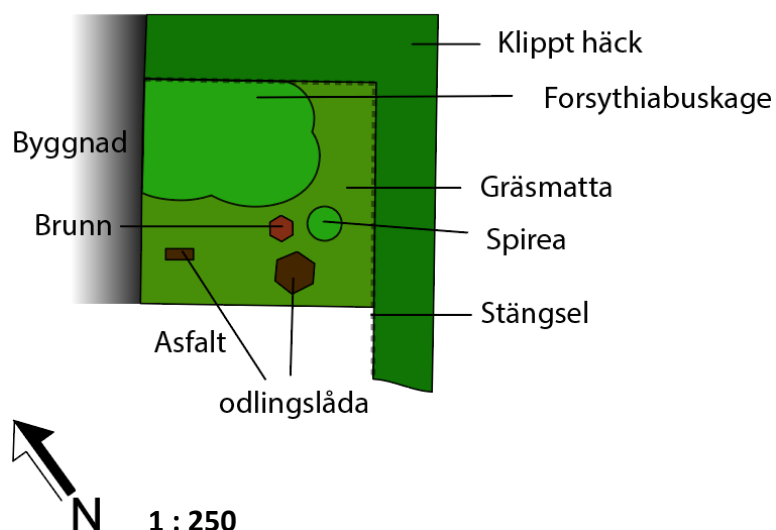 Klippt häck
Forsythiabuskage
Byggnad
Gräsmatta
Brunn
Spirea
Stängsel
Asfalt
odlingslåda
N
1 : 250